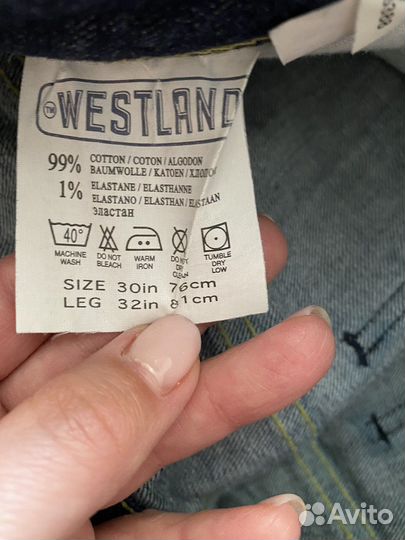 ™ WESTLAND
99% COTTON / COTON / ALGODON
BAUMWOLLE / KATOEN / ХЛОПОК
1% ELASTANE / ELASTHANNE
ELASTANO / ELASTHAN / ELASTAAN
эластан
40°
MACHINE WASH DO NOT BLEACH WARM IRON DO NOT DRY CLEAN TUMBLE DRY LOW
SIZE 30in 76cm
LEG 32in 81cm
Avito